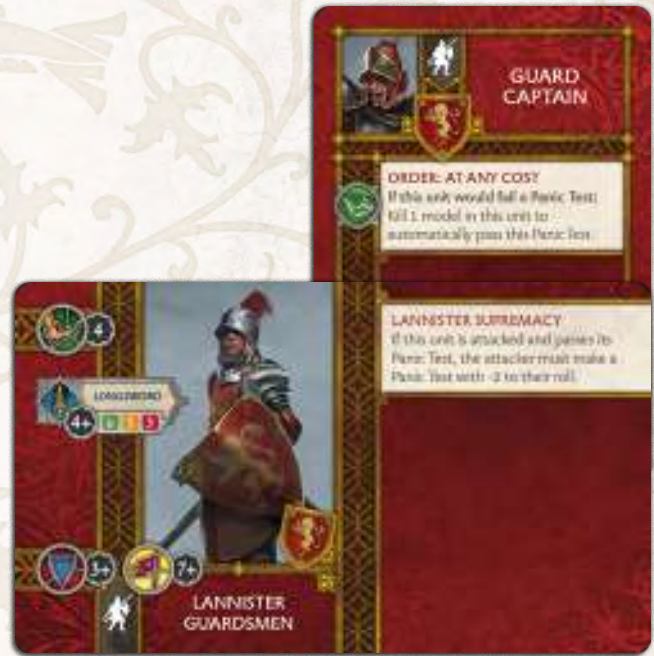 GUARD
CAPTAIN
ORDER: AT ANY COST
If this unit would fail a Panic Test:
Kill 1 model in this unit to
automatically pass this Panic Test.
4
LONGSWORD
4+
LANNISTER SUPREMACY
If this unit is attacked and passes its
Panic Test, the attacker must make a
Panic Test with -2 to their roll.
3+ 7+
LANNISTER
GUARDSMEN